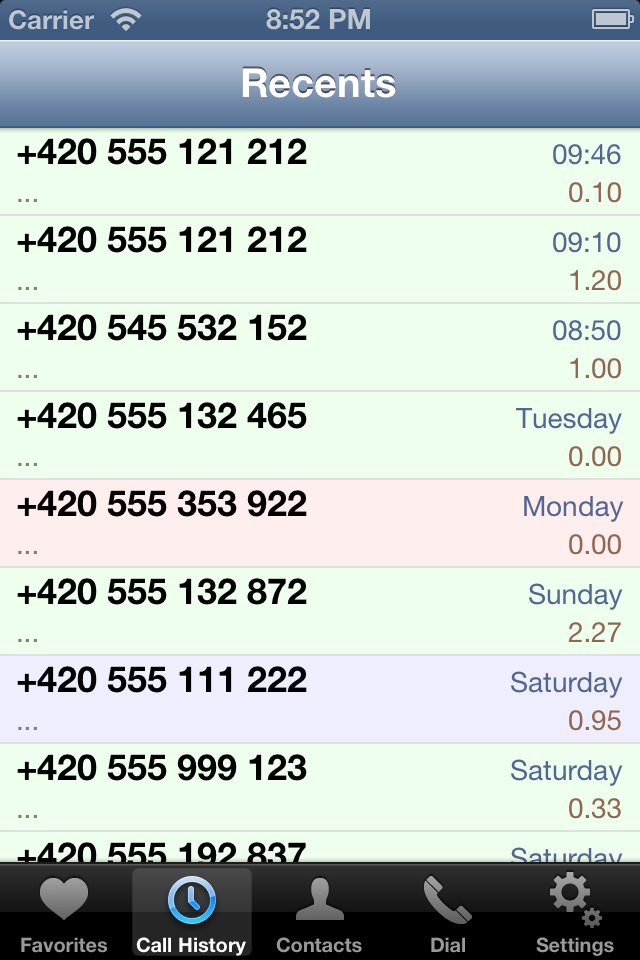 Carrier 8:52 PM
Recents
+420 555 121 212 09:46
... 0.10
+420 555 121 212 09:10
... 1.20
+420 545 532 152 08:50
... 1.00
+420 555 132 465 Tuesday
... 0.00
+420 555 353 922 Monday
... 0.00
+420 555 132 872 Sunday
... 2.27
+420 555 111 222 Saturday
... 0.95
+420 555 999 123 Saturday
... 0.33
+420 555 192 837 Saturday
Favorites Call History Contacts Dial Settings